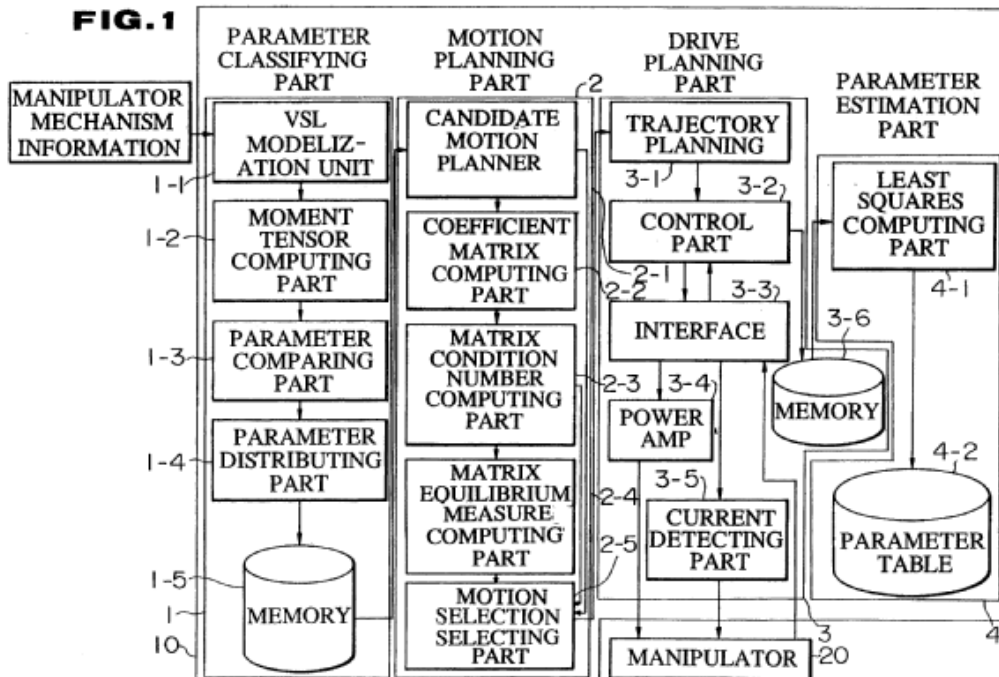 FIG.1
PARAMETER
CLASSIFYING
PART
MOTION
PLANNING
PART
DRIVE
PLANNING
PART
PARAMETER
ESTIMATION
PART
MANIPULATOR
MECHANISM
INFORMATION
VSL
MODELIZ-
ATION UNIT
1-1
MOMENT
TENSOR
COMPUTING
PART
1-2
PARAMETER
COMPARING
PART
1-3
PARAMETER
DISTRIBUTING
PART
1-4
MEMORY
1-5
1
10
2
CANDIDATE
MOTION
PLANNER
2-1
COEFFICIENT
MATRIX
COMPUTING
PART
2-2
MATRIX
CONDITION
NUMBER
COMPUTING
PART
2-3
MATRIX
EQUILIBRIUM
MEASURE
COMPUTING
PART
2-4
MOTION
SELECTION
SELECTING
PART
2-5
TRAJECTORY
PLANNING
3-1
CONTROL
PART
3-2
INTERFACE
3-3
POWER
AMP
3-4
CURRENT
DETECTING
PART
3-5
MEMORY
3-6
3
MANIPULATOR
20
LEAST
SQUARES
COMPUTING
PART
4-1
PARAMETER
TABLE
4-2
4